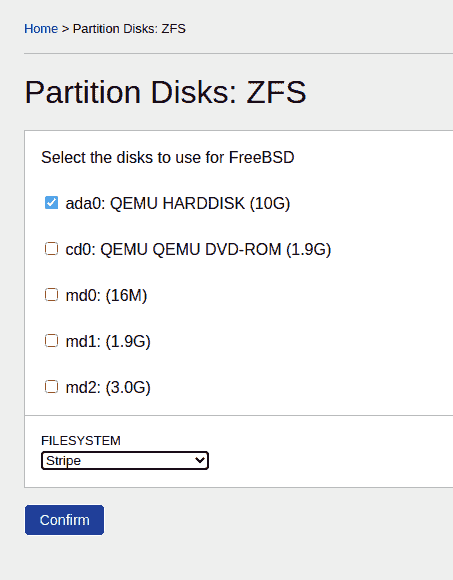 Home > Partition Disks: ZFS
Partition Disks: ZFS
Select the disks to use for FreeBSD
ada0: QEMU HARDDISK (10G)
cd0: QEMU QEMU DVD-ROM (1.9G)
md0: (16M)
md1: (1.9G)
md2: (3.0G)
FILESYSTEM
Stripe
Confirm